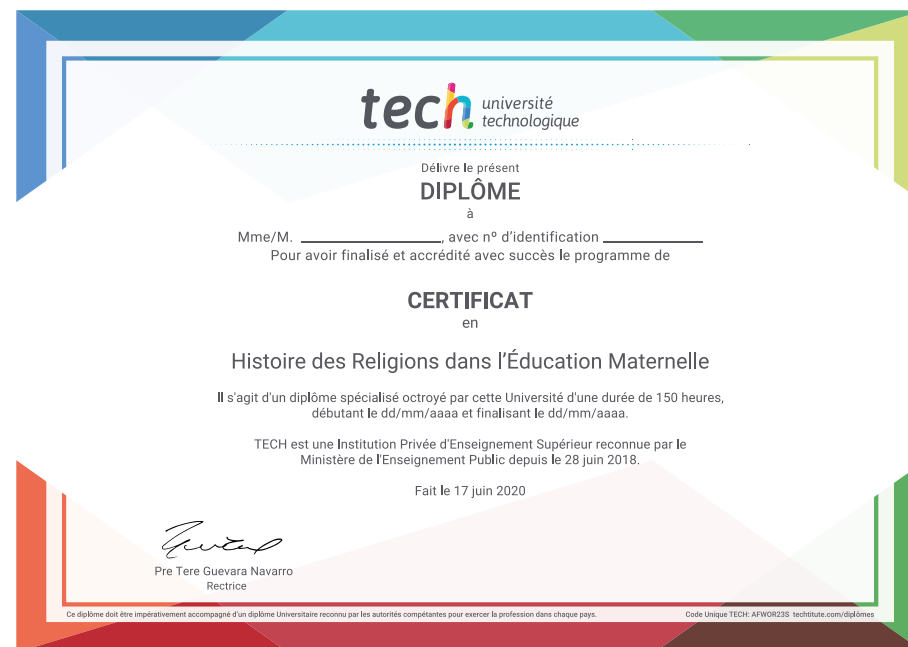 tech université
technologique
Délivre le présent
DIPLÔME
à
Mme/M. ____________________, avec nº d'identification ______________
Pour avoir finalisé et accrédité avec succès le programme de
CERTIFICAT
en
Histoire des Religions dans l'Éducation Maternelle
Il s'agit d'un diplôme spécialisé octroyé par cette Université d'une durée de 150 heures,
débutant le dd/mm/aaaa et finalisant le dd/mm/aaaa.
TECH est une Institution Privée d'Enseignement Supérieur reconnue par le
Ministère de l'Enseignement Public depuis le 28 juin 2018.
Fait le 17 juin 2020
Pre Tere Guevara Navarro
Rectrice
Ce diplôme doit être impérativement accompagné d'un diplôme Universitaire reconnu par les autorités compétentes pour exercer la profession dans chaque pays.
Code Unique TECH: AFWOR23S techtitute.com/diplômes